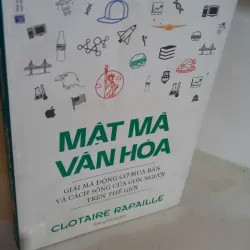 MẬT MÃ
VĂN HÓA
GIẢI MÃ ĐỘNG CƠ MUA BÁN
VÀ CÁCH SỐNG CỦA CON NGƯỜI
TRÊN THẾ GIỚI
CLOTAIRE RAPAILLE